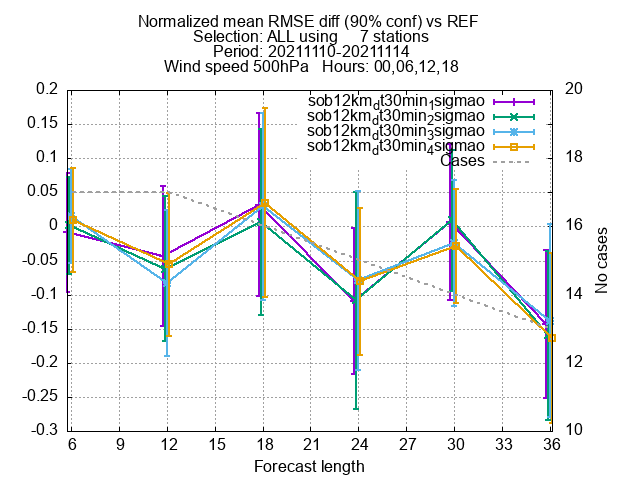 Normalized mean RMSE diff (90% conf) vs REF
Selection: ALL using 7 stations
Period: 20211110-20211114
Wind speed 500hPa Hours: 00,06,12,18
sob12km_dt30min_1sigmao
sob12km_dt30min_2sigmao
sob12km_dt30min_3sigmao
sob12km_dt30min_4sigmao
Cases
0.2
0.15
0.1
0.05
0
-0.05
-0.1
-0.15
-0.2
-0.25
-0.3
20
18
16
14
12
10
No cases
6 9 12 15 18 21 24 27 30 33 36
Forecast length